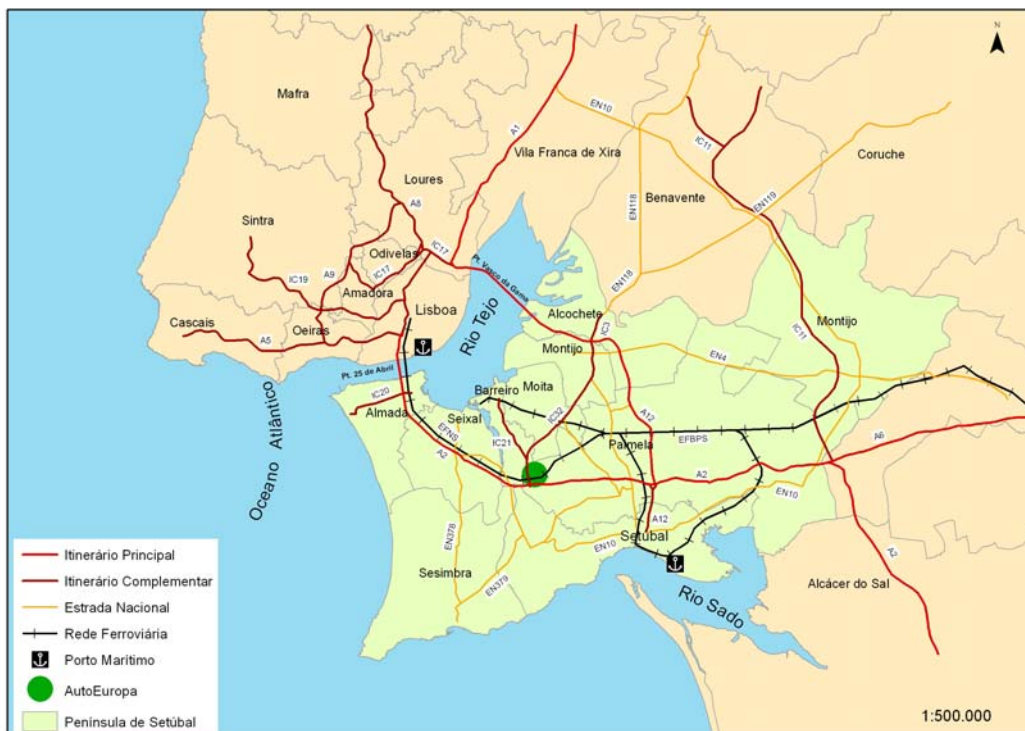 N
Mafra
EN10
A1
Vila Franca de Xira
IC11
Coruche
Loures
Benavente
A8
EN118
EN119
Sintra
IC17
Odivelas
A9
IC17
EN118
IC19
Pt. Vasco da Gama
Amadora
Lisboa
Rio Tejo
Alcochete
Cascais
Oeiras
A5
IC3
IC11
Montijo
Montijo
EN4
Pt. 25 de Abril
Barreiro
Moita
IC20
Almada
Seixal
IC32
A12
Oceano Atlântico
EFNS
IC21
Palmela
EFBPS
A6
A2
A2
EN10
A12
EN378
Setúbal
EN10
A2
Sesimbra
EN379
Alcácer do Sal
Rio Sado
Itinerário Principal
Itinerário Complementar
Estrada Nacional
Rede Ferroviária
Porto Marítimo
AutoEuropa
Península de Setúbal
1:500.000